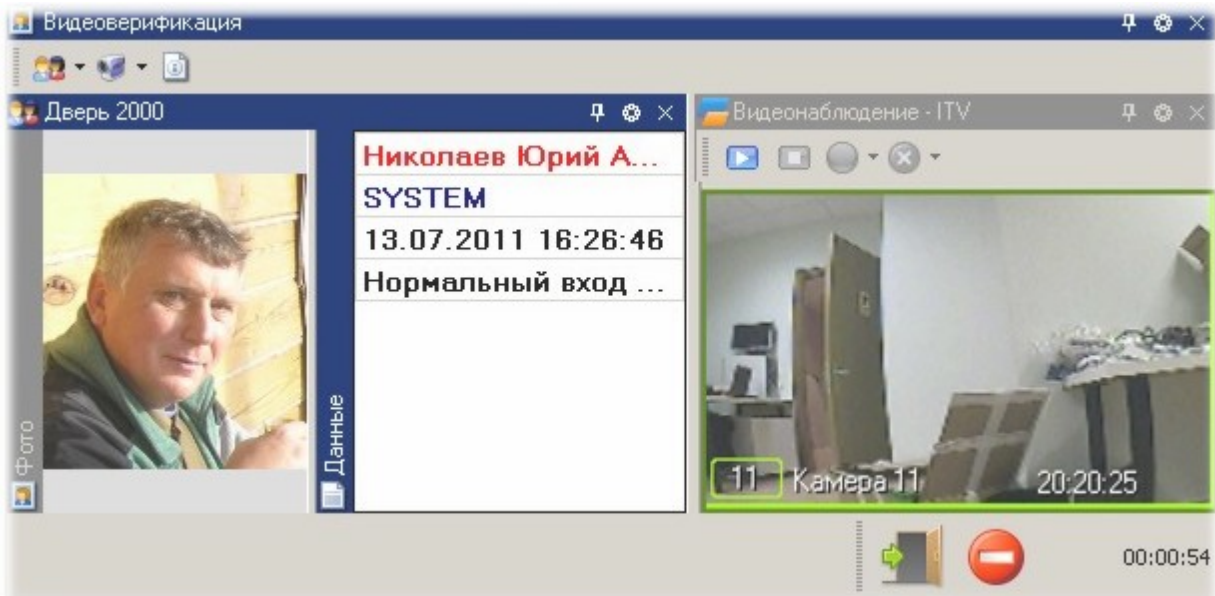 Видеоверификация
Дверь 2000
Фото
Данные
Николаев Юрий А...
SYSTEM
13.07.2011 16:26:46
Нормальный вход ...
Видеонаблюдение - ITV
11 Камера 11 20:20:25
00:00:54